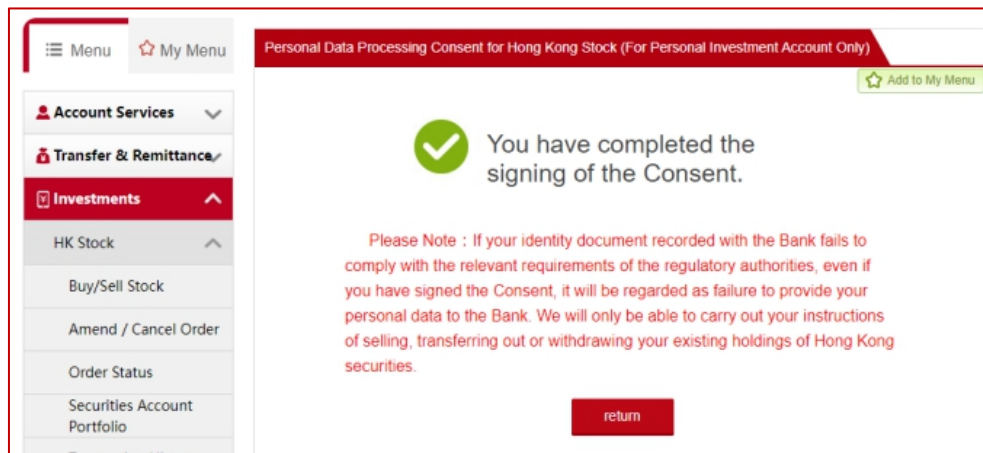 Menu
My Menu
Personal Data Processing Consent for Hong Kong Stock (For Personal Investment Account Only)
Add to My Menu
Account Services
Transfer & Remittance
Investments
HK Stock
Buy/Sell Stock
Amend / Cancel Order
Order Status
Securities Account
Portfolio
You have completed the
signing of the Consent.
Please Note : If your identity document recorded with the Bank fails to
comply with the relevant requirements of the regulatory authorities, even if
you have signed the Consent, it will be regarded as failure to provide your
personal data to the Bank. We will only be able to carry out your instructions
of selling, transferring out or withdrawing your existing holdings of Hong Kong
securities.
return